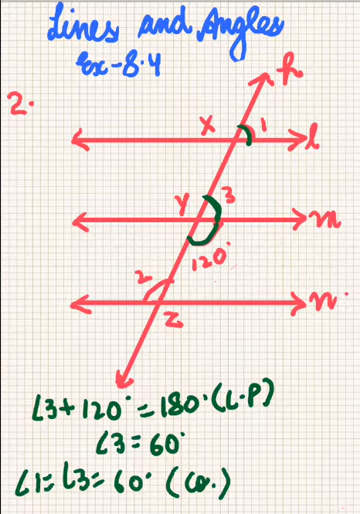 Lines and Angles
Ex-8.4
2.
X
1
l
Y
3
m
120°
2
n
Z
∠3+120°=180°(L.P)
∠3=60°
∠1=∠3=60° (co.)